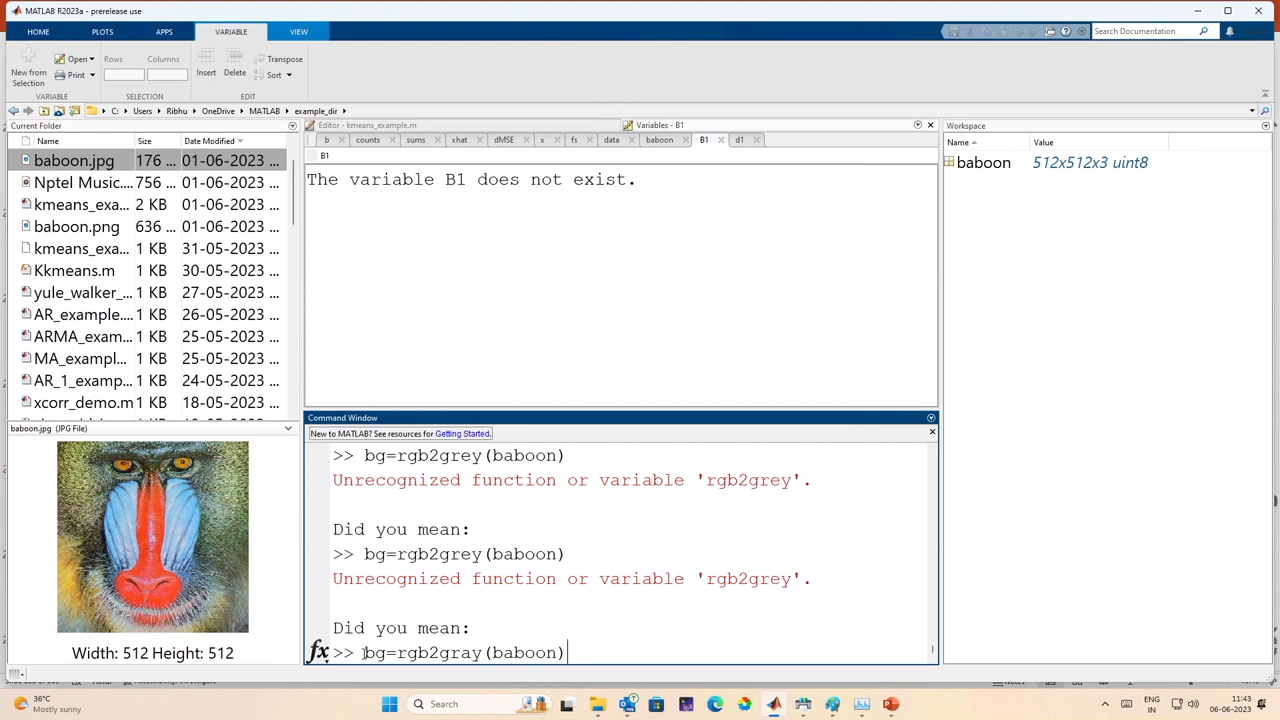 MATLAB R2023a - prerelease use
HOME
PLOTS
APPS
VARIABLE
VIEW
Search Documentation
New from
Selection
Open
Print
Rows
Columns
Insert
Delete
Transpose
Sort
VARIABLE
SELECTION
EDIT
C:
Users
Ribhu
OneDrive
MATLAB
example_dir
Current Folder
Name
Size
Date Modified
baboon.jpg 176 ... 01-06-2023 ...
Nptel Music.... 756 ... 01-06-2023 ...
kmeans_exa... 2 KB 01-06-2023 ...
baboon.png 636 ... 01-06-2023 ...
kmeans_exa... 1 KB 31-05-2023 ...
Kkmeans.m 1 KB 30-05-2023 ...
yule_walker_... 1 KB 27-05-2023 ...
AR_example.... 1 KB 26-05-2023 ...
ARMA_exam... 1 KB 25-05-2023 ...
MA_exampl... 1 KB 25-05-2023 ...
AR_1_examp... 1 KB 24-05-2023 ...
xcorr_demo.m 1 KB 18-05-2023 ...
baboon.jpg (JPG File)
Width: 512 Height: 512
Editor - kmeans_example.m
Variables - B1
b
counts
sums
xhat
dMSE
x
fs
data
baboon
B1
d1
B1
The variable B1 does not exist.
Command Window
New to MATLAB? See resources for Getting Started.
>> bg=rgb2grey(baboon)
Unrecognized function or variable 'rgb2grey'.
Did you mean:
>> bg=rgb2grey(baboon)
Unrecognized function or variable 'rgb2grey'.
Did you mean:
fx >> bg=rgb2gray(baboon)
Workspace
Name
Value
baboon 512x512x3 uint8
36°C
Mostly sunny
Search
ENG
IN
11:43
06-06-2023